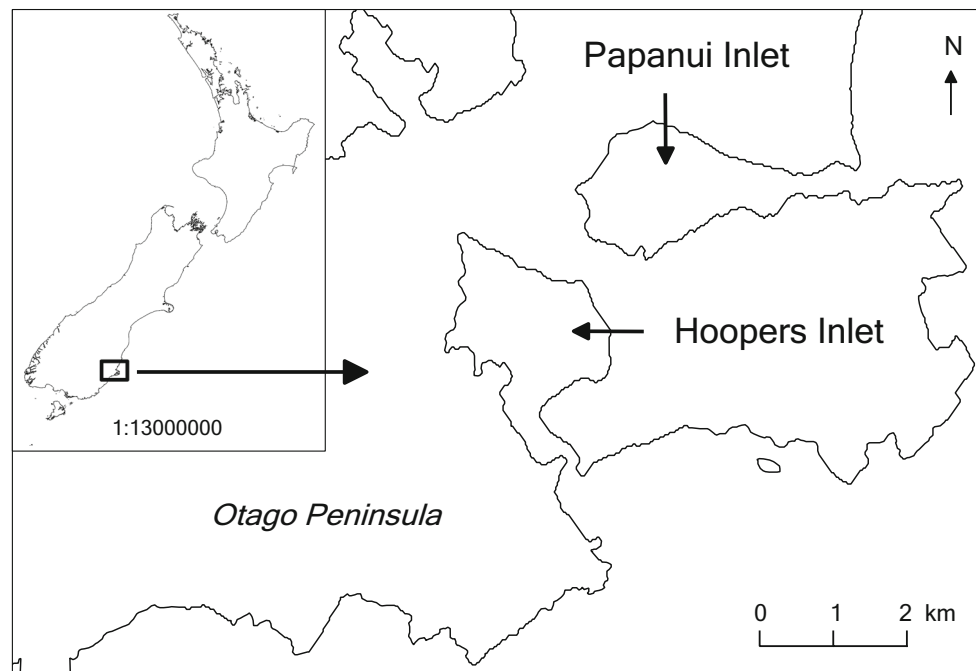 Papanui Inlet
N
Hoopers Inlet
1:13000000
Otago Peninsula
0 1 2 km